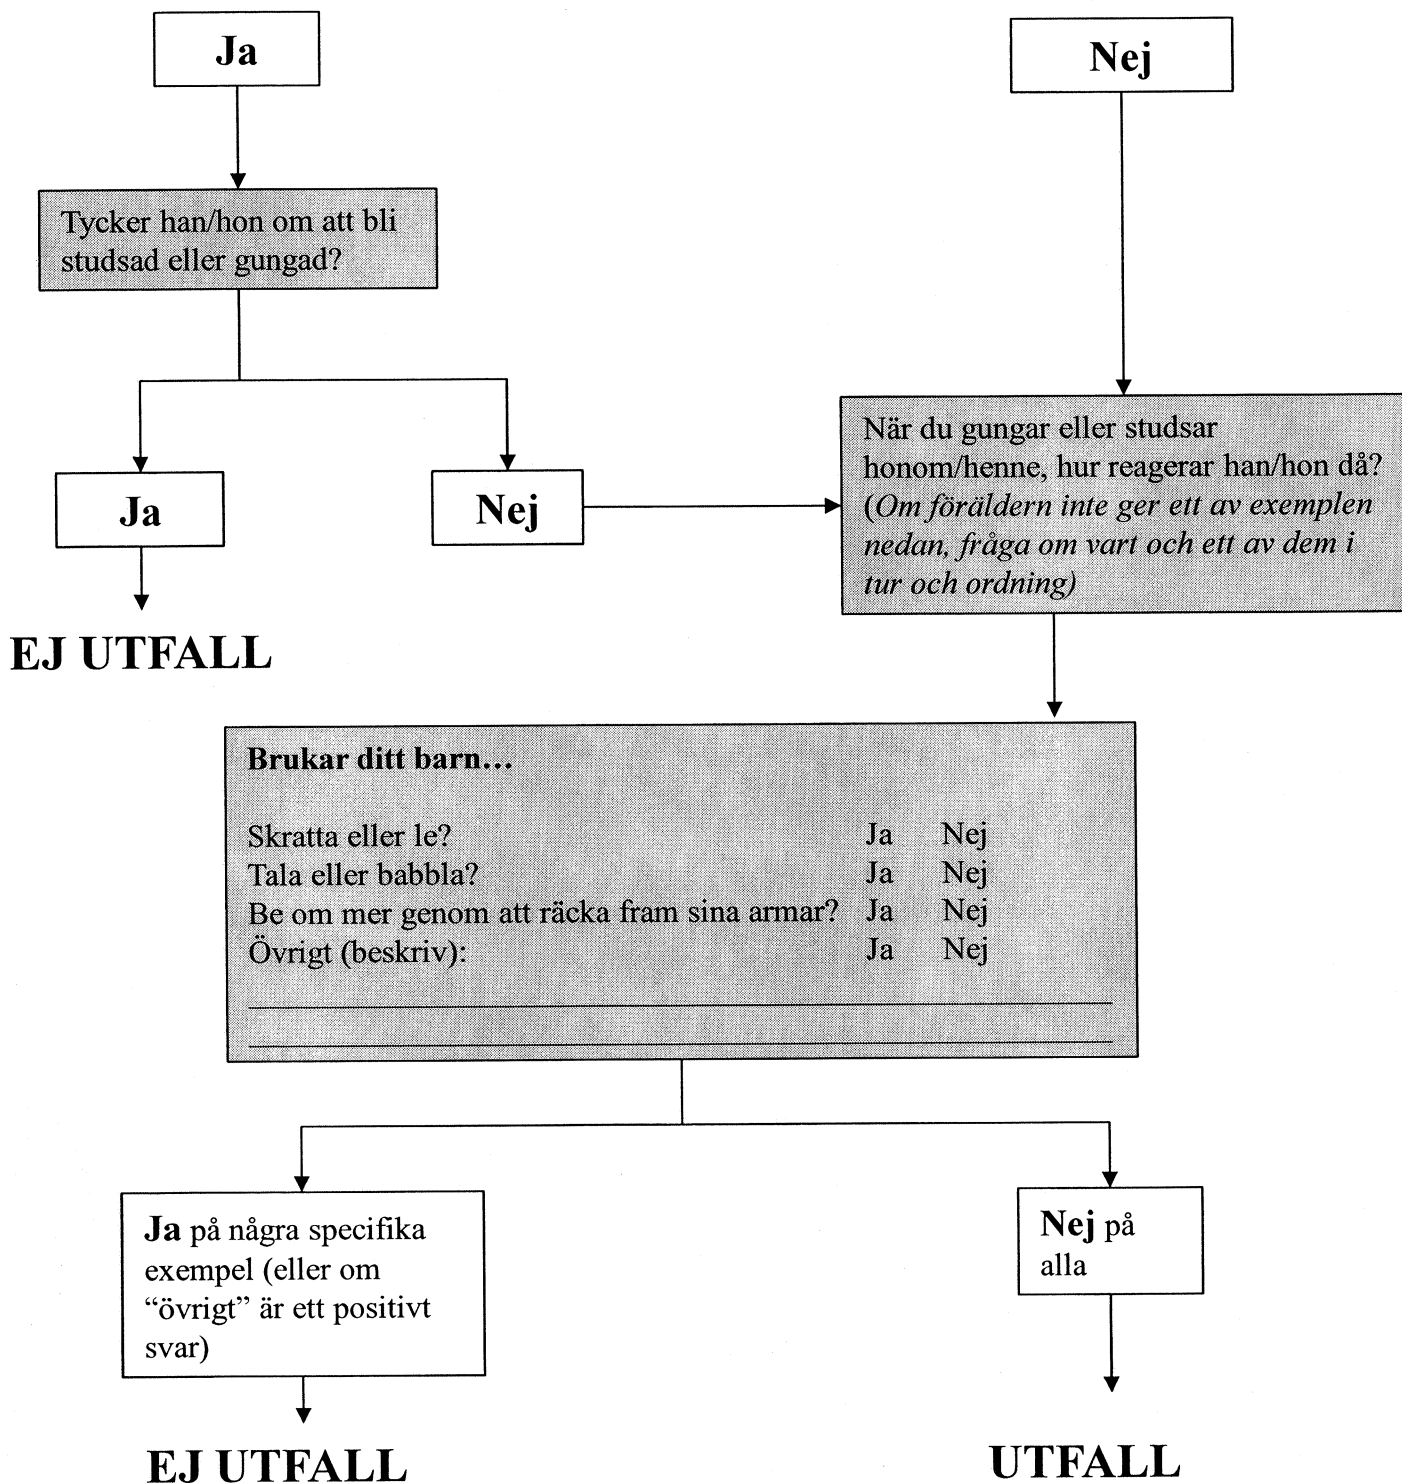 Ja
Nej
Tycker han/hon om att bli
studsad eller gungad?
Ja
Nej
När du gungar eller studsar
honom/henne, hur reagerar han/hon då?
(Om föräldern inte ger ett av exemplen
nedan, fråga om vart och ett av dem i
tur och ordning)
EJ UTFALL
Brukar ditt barn…
Skratta eller le? Ja Nej
Tala eller babbla? Ja Nej
Be om mer genom att räcka fram sina armar? Ja Nej
Övrigt (beskriv): Ja Nej
Ja på några specifika
exempel (eller om
“övrigt” är ett positivt
svar)
Nej på
alla
EJ UTFALL
UTFALL